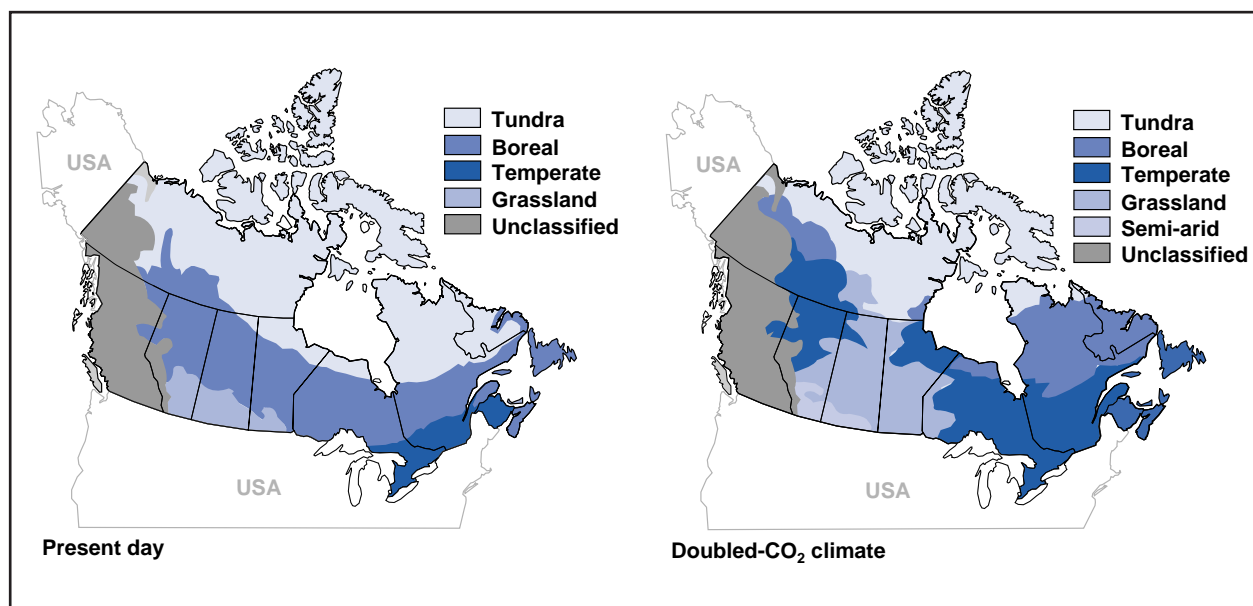 USA
Tundra
Boreal
Temperate
Grassland
Unclassified
USA
Present day
USA
Tundra
Boreal
Temperate
Grassland
Semi-arid
Unclassified
USA
Doubled-CO₂ climate